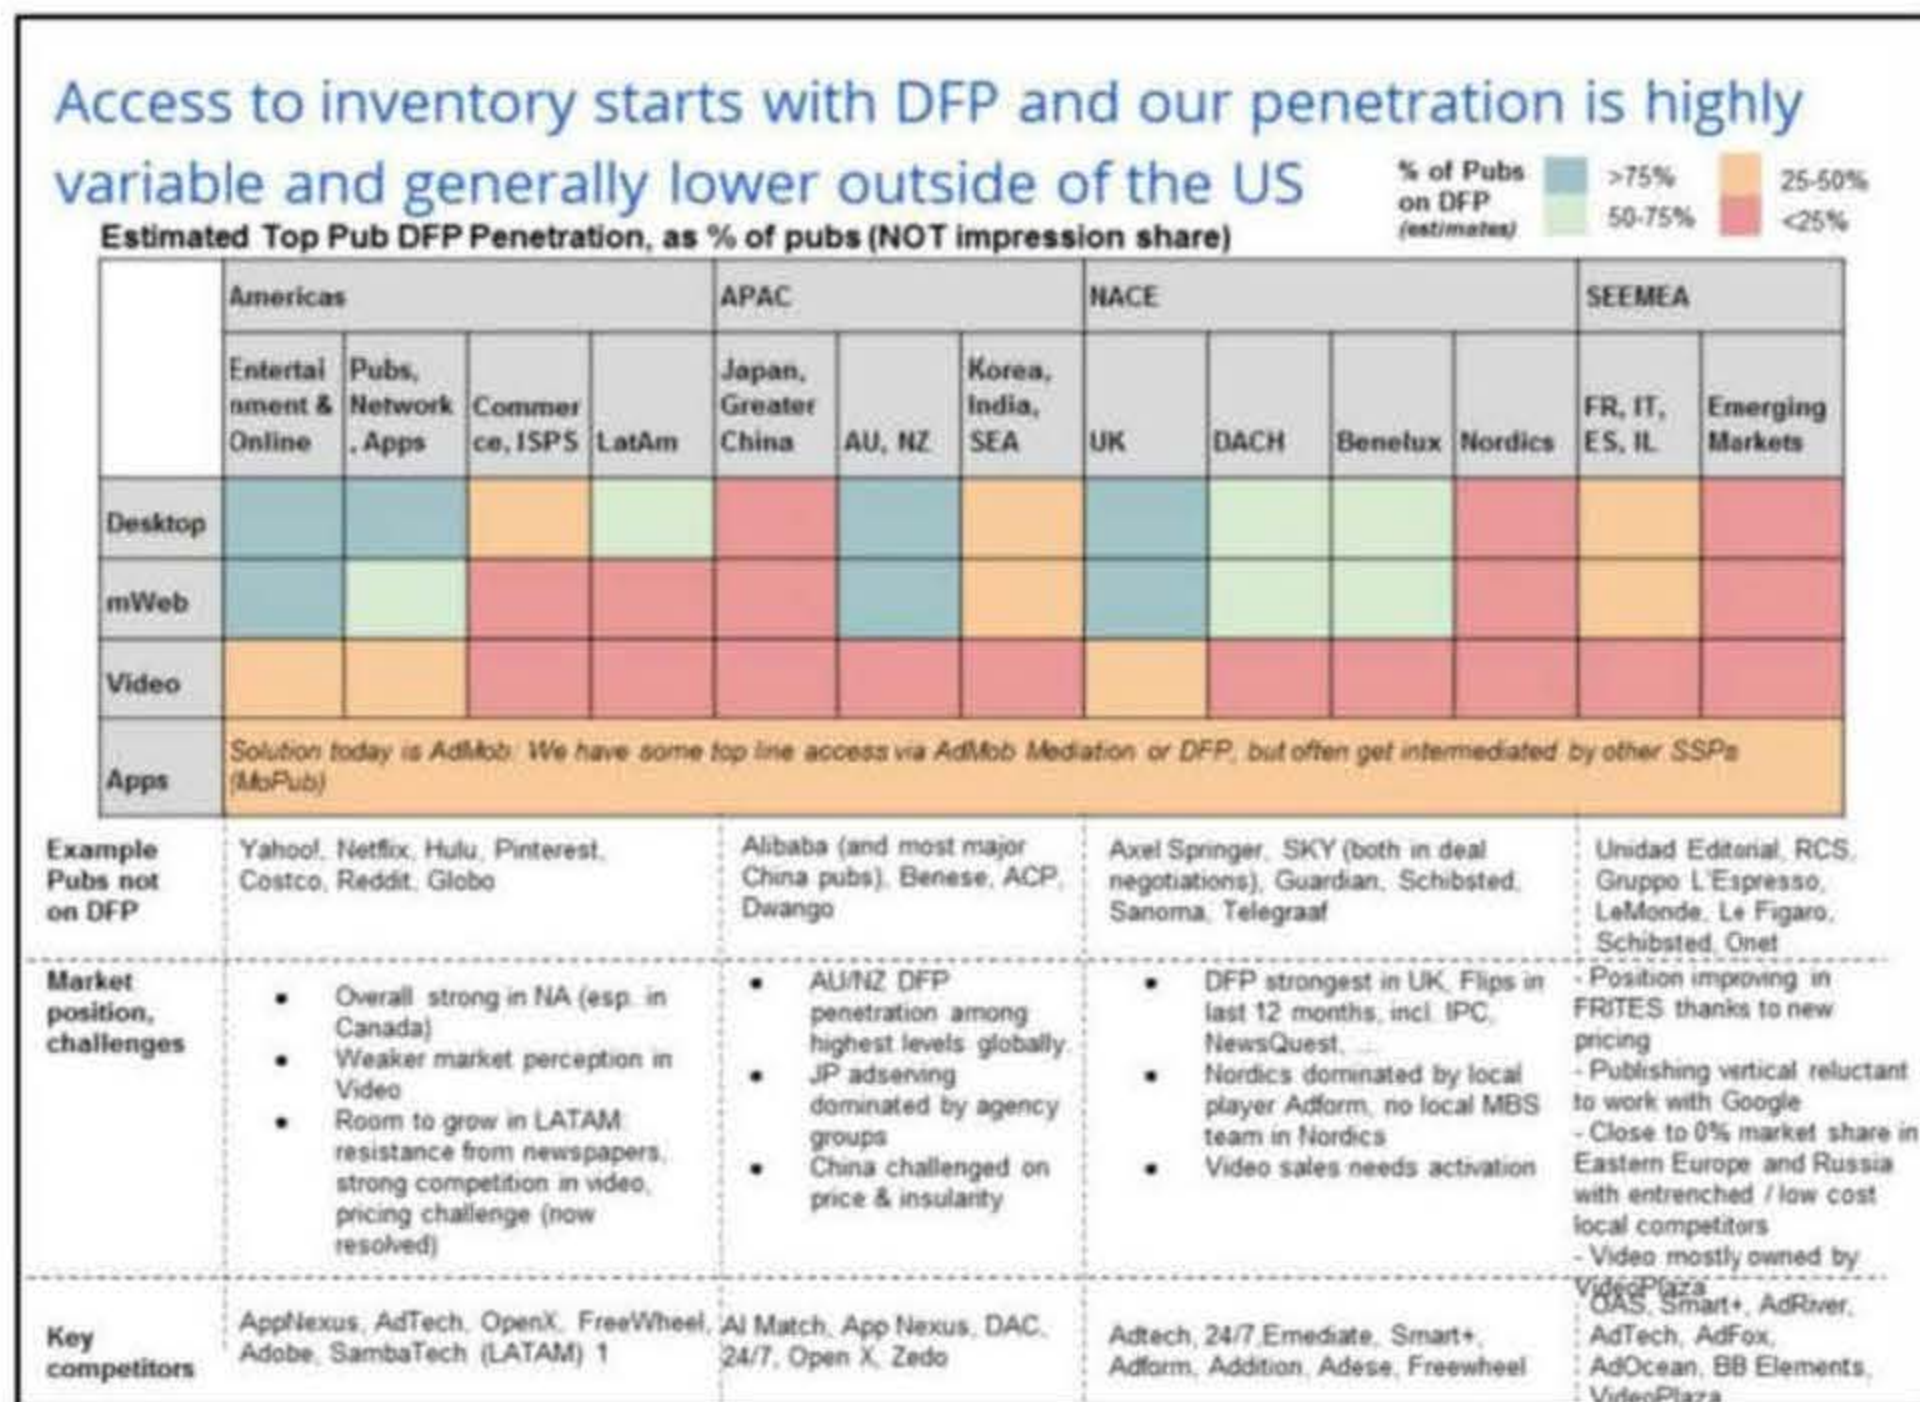 Access to inventory starts with DFP and our penetration is highly
variable and generally lower outside of the US
% of Pubs
on DFP
(estimates)
>75%
50-75%
25-50%
<25%
Estimated Top Pub DFP Penetration, as % of pubs (NOT impression share)
Americas
APAC
NACE
SEEMEA
Entertai
nment &
Online
Pubs,
Network
, Apps
Commer
ce, ISPS
LatAm
Japan,
Greater
China
AU, NZ
Korea,
India,
SEA
UK
DACH
Benelux
Nordics
FR, IT,
ES, IL
Emerging
Markets
Desktop
mWeb
Video
Apps
Solution today is AdMob: We have some top line access via AdMob Mediation or DFP, but often get intermediated by other SSPs
(MoPub)
Example
Pubs not
on DFP
Yahoo!, Netflix, Hulu, Pinterest,
Costco, Reddit, Globo
Alibaba (and most major
China pubs), Benese, ACP,
Dwango
Axel Springer, SKY (both in deal
negotiations), Guardian, Schibsted,
Sanoma, Telegraaf
Unidad Editorial, RCS,
Gruppo L'Espresso,
LeMonde, Le Figaro,
Schibsted, Onet
Market
position,
challenges
• Overall strong in NA (esp. in
Canada)
• Weaker market perception in
Video
• Room to grow in LATAM:
resistance from newspapers,
strong competition in video,
pricing challenge (now
resolved)
• AU/NZ DFP
penetration among
highest levels globally.
• JP adserving
dominated by agency
groups
• China challenged on
price & insularity
• DFP strongest in UK, Flips in
last 12 months, incl. IPC,
NewsQuest, ...
• Nordics dominated by local
player Adform, no local MBS
team in Nordics
• Video sales needs activation
- Position improving in
FRITES thanks to new
pricing
- Publishing vertical reluctant
to work with Google
- Close to 0% market share in
Eastern Europe and Russia
with entrenched / low cost
local competitors
- Video mostly owned by
VideoPlaza
Key
competitors
AppNexus, AdTech, OpenX, FreeWheel,
Adobe, SambaTech (LATAM) 1
AI Match, App Nexus, DAC,
24/7, Open X, Zedo
Adtech, 24/7,Emediate, Smart+,
Adform, Addition, Adese, Freewheel
OAS, Smart+, AdRiver,
AdTech, AdFox,
AdOcean, BB Elements,
VideoPlaza